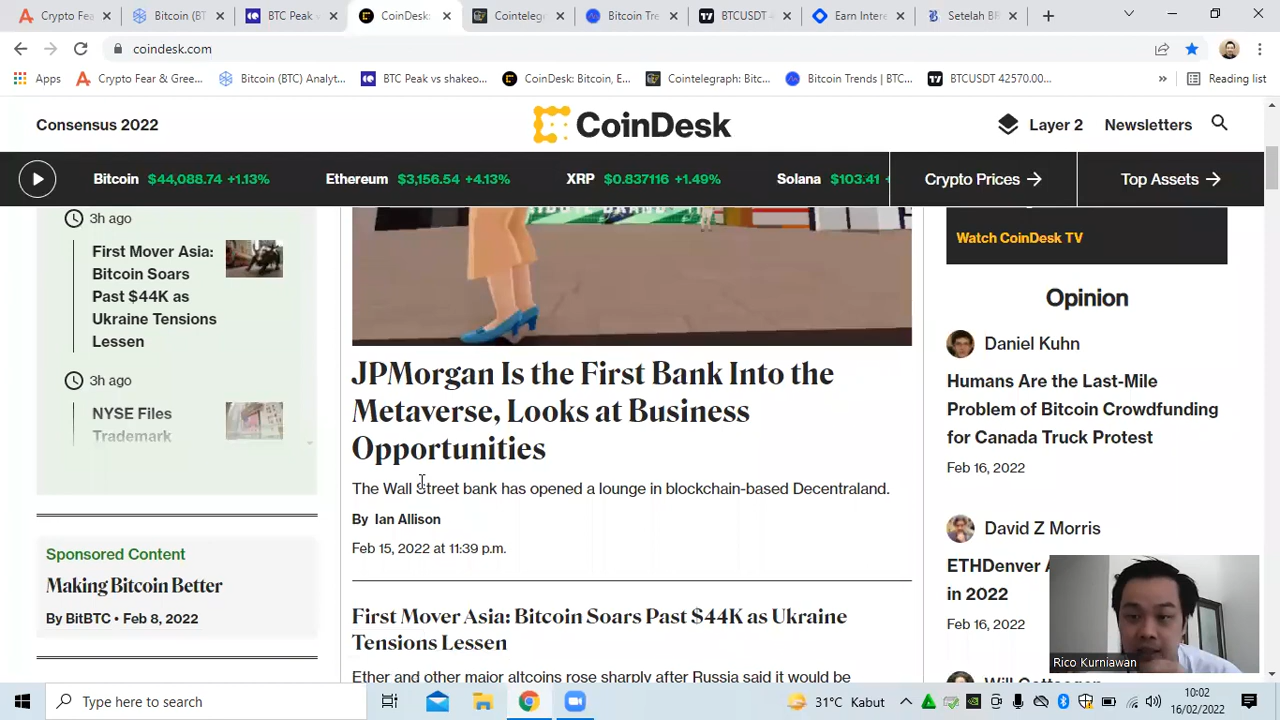 Crypto Fea
Bitcoin (BT
BTC Peak v
CoinDesk:
Cointelegr
Bitcoin Tre
BTCUSDT 4
Earn Intere
Setelah BR
coindesk.com
Apps
Crypto Fear & Gree...
Bitcoin (BTC) Analyt...
BTC Peak vs shakeo...
CoinDesk: Bitcoin, E...
Cointelegraph: Bitc...
Bitcoin Trends | BTC...
BTCUSDT 42570.00...
»
Reading list
Consensus 2022
CoinDesk
Layer 2
Newsletters
Bitcoin $44,088.74 +1.13%
Ethereum $3,156.54 +4.13%
XRP $0.837116 +1.49%
Solana $103.41
Crypto Prices →
Top Assets →
3h ago
First Mover Asia:
Bitcoin Soars
Past $44K as
Ukraine Tensions
Lessen
3h ago
NYSE Files
Trademark
Sponsored Content
Making Bitcoin Better
By BitBTC • Feb 8, 2022
JPMorgan Is the First Bank Into the
Metaverse, Looks at Business
Opportunities
The Wall Street bank has opened a lounge in blockchain-based Decentraland.
By Ian Allison
Feb 15, 2022 at 11:39 p.m.
First Mover Asia: Bitcoin Soars Past $44K as Ukraine
Tensions Lessen
Ether and other major altcoins rose sharply after Russia said it would be
Watch CoinDesk TV
Opinion
Daniel Kuhn
Humans Are the Last-Mile
Problem of Bitcoin Crowdfunding
for Canada Truck Protest
Feb 16, 2022
David Z Morris
ETHDenver
in 2022
Feb 16, 2022
Rico Kurniawan
Type here to search
31°C Kabut
10:02
16/02/2022